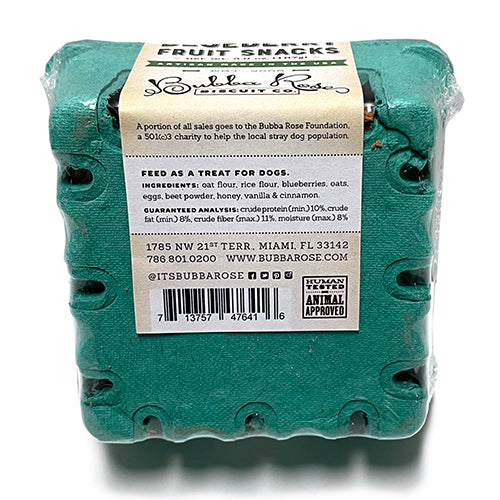 BLUEBERRY
FRUIT SNACKS
ARTISAN MADE IN THE USA
Bubba Rose
BISCUIT CO.
A portion of all sales goes to the Bubba Rose Foundation,
a 501(c)3 charity to help the local stray dog population.
FEED AS A TREAT FOR DOGS.
INGREDIENTS: oat flour, rice flour, blueberries, oats,
eggs, beet powder, honey, vanilla & cinnamon.
GUARANTEED ANALYSIS: crude protein (min.) 10%, crude
fat (min.) 8%, crude fiber (max.) 11%, moisture (max.) 8%
1785 NW 21ST TERR., MIAMI, FL 33142
786.801.0200 WWW.BUBBAROSE.COM
@ITSBUBBAROSE
HUMAN
TESTED
ANIMAL
APPROVED
7 13757 47641 6